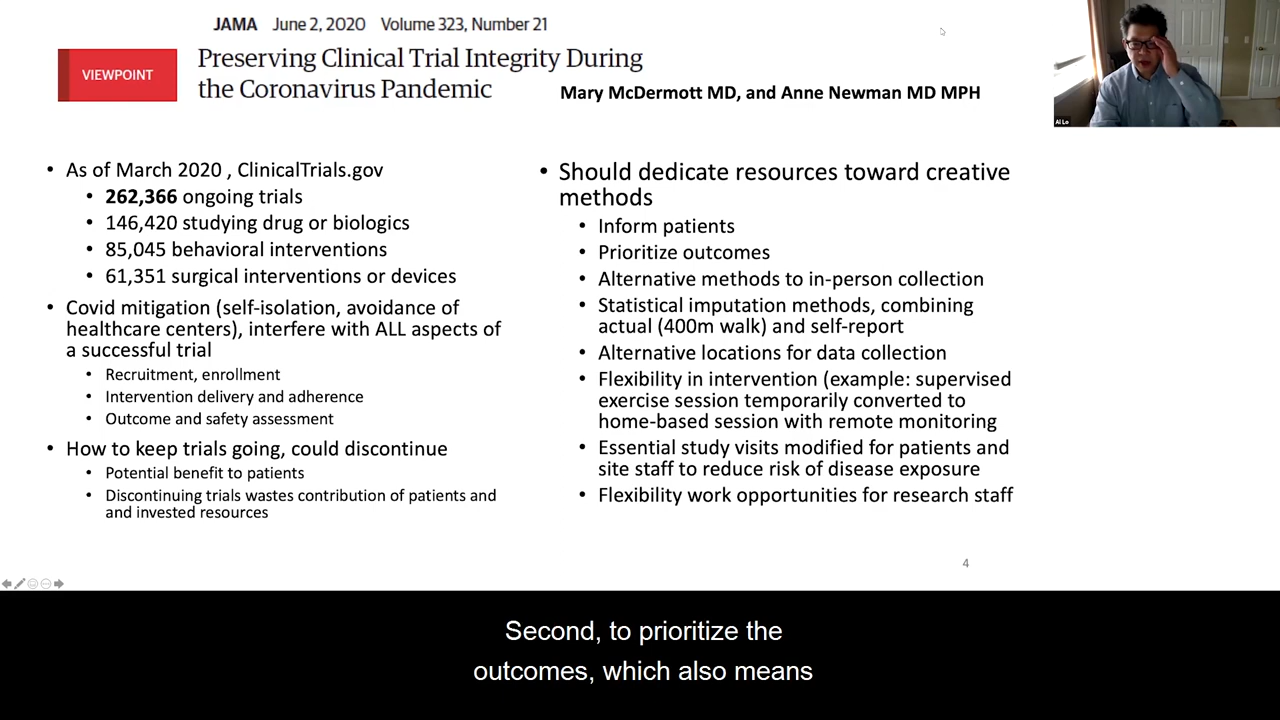 JAMA June 2, 2020 Volume 323, Number 21
VIEWPOINT
Preserving Clinical Trial Integrity During
the Coronavirus Pandemic
Mary McDermott MD, and Anne Newman MD MPH
Al Lo
• As of March 2020 , ClinicalTrials.gov
• 262,366 ongoing trials
• 146,420 studying drug or biologics
• 85,045 behavioral interventions
• 61,351 surgical interventions or devices
• Covid mitigation (self-isolation, avoidance of
healthcare centers), interfere with ALL aspects of
a successful trial
• Recruitment, enrollment
• Intervention delivery and adherence
• Outcome and safety assessment
• How to keep trials going, could discontinue
• Potential benefit to patients
• Discontinuing trials wastes contribution of patients and
and invested resources
• Should dedicate resources toward creative
methods
• Inform patients
• Prioritize outcomes
• Alternative methods to in-person collection
• Statistical imputation methods, combining
actual (400m walk) and self-report
• Alternative locations for data collection
• Flexibility in intervention (example: supervised
exercise session temporarily converted to
home-based session with remote monitoring
• Essential study visits modified for patients and
site staff to reduce risk of disease exposure
• Flexibility work opportunities for research staff
4
Second, to prioritize the
outcomes, which also means